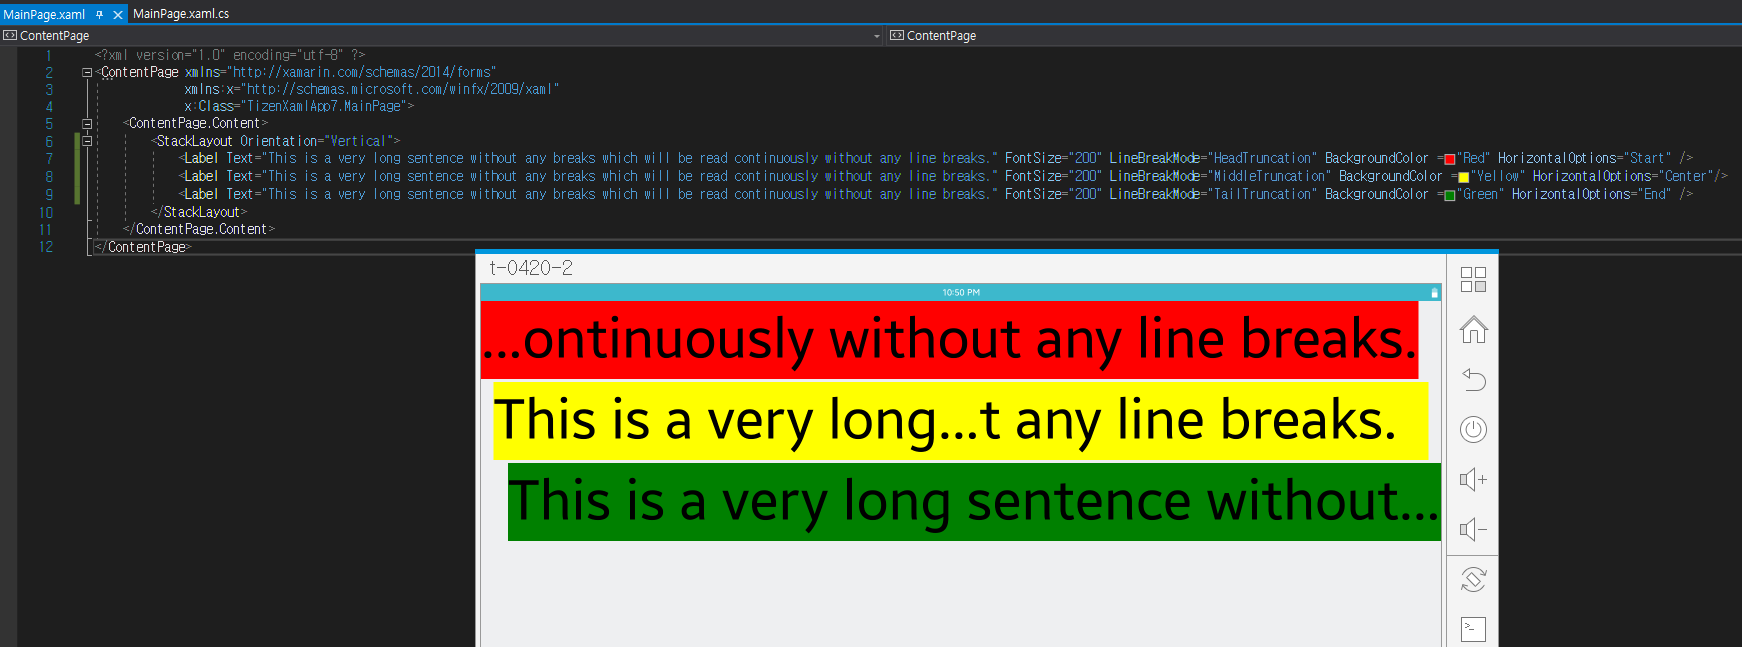 MainPage.xaml MainPage.xaml.cs
ContentPage ContentPage
1 <?xml version="1.0" encoding="utf-8" ?>
2 <ContentPage xmlns="http://xamarin.com/schemas/2014/forms"
3 xmlns:x="http://schemas.microsoft.com/winfx/2009/xaml"
4 x:Class="TizenXamlApp7.MainPage">
5 <ContentPage.Content>
6 <StackLayout Orientation="Vertical">
7 <Label Text="This is a very long sentence without any breaks which will be read continuously without any line breaks." FontSize="200" LineBreakMode="HeadTruncation" BackgroundColor ="Red" HorizontalOptions="Start" />
8 <Label Text="This is a very long sentence without any breaks which will be read continuously without any line breaks." FontSize="200" LineBreakMode="MiddleTruncation" BackgroundColor ="Yellow" HorizontalOptions="Center"/>
9 <Label Text="This is a very long sentence without any breaks which will be read continuously without any line breaks." FontSize="200" LineBreakMode="TailTruncation" BackgroundColor ="Green" HorizontalOptions="End" />
10 </StackLayout>
11 </ContentPage.Content>
12 </ContentPage>
t-0420-2
10:50 PM
...ontinuously without any line breaks.
This is a very long...t any line breaks.
This is a very long sentence without...